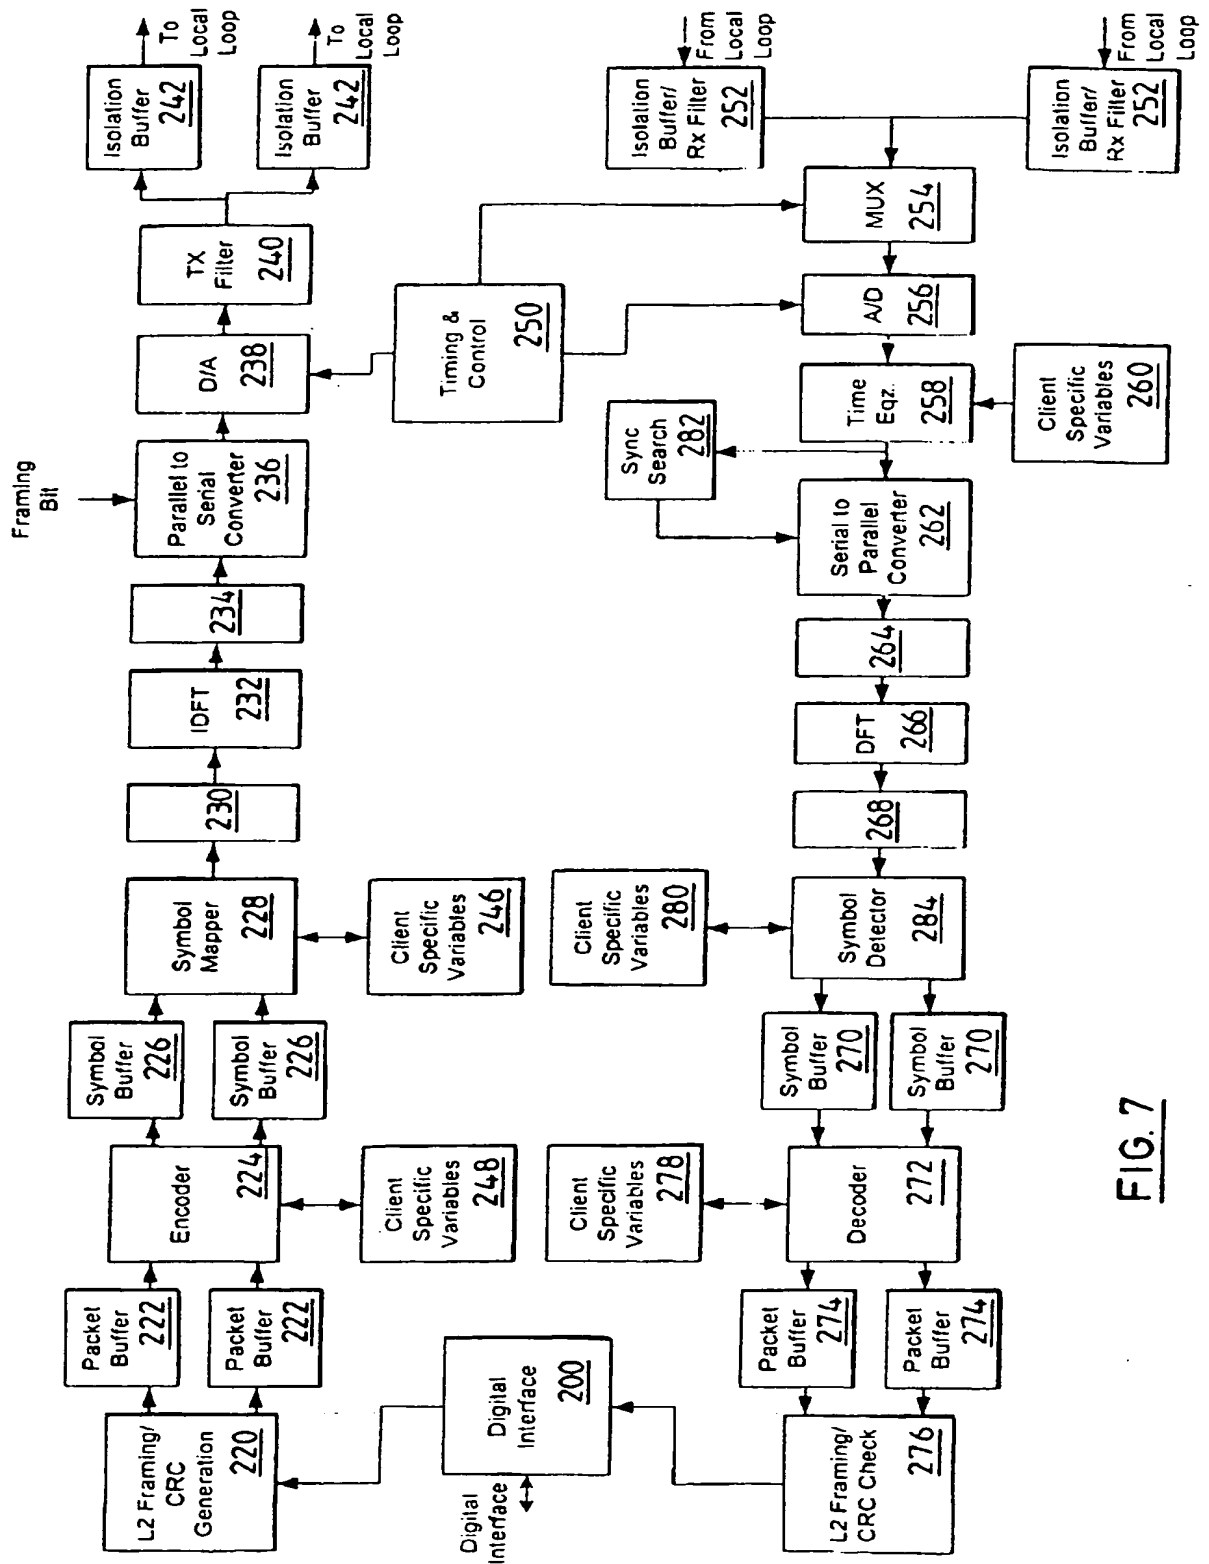 Framing
Bit
L2 Framing/
CRC
Generation
220
Packet
Buffer
222
Packet
Buffer
222
Encoder
224
Symbol
Buffer
226
Symbol
Buffer
226
Symbol
Mapper
228
230
IDFT
232
234
Parallel to
Serial
Converter
236
D/A
238
TX
Filter
240
Isolation
Buffer
242
To
Local
Loop
Isolation
Buffer
242
To
Local
Loop
Digital
Interface
Digital
Interface
200
Client
Specific
Variables
248
Client
Specific
Variables
246
Timing &
Control
250
Client
Specific
Variables
278
Client
Specific
Variables
280
Sync
Search
282
Isolation
Buffer/
Rx Filter
252
From
Local
Loop
L2 Framing/
CRC Check
276
Packet
Buffer
274
Packet
Buffer
274
Decoder
272
Symbol
Buffer
270
Symbol
Buffer
270
Symbol
Detector
284
268
DFT
266
264
Serial to
Parallel
Converter
262
Time
Eqz.
258
A/D
256
MUX
254
Client
Specific
Variables
260
Isolation
Buffer/
Rx Filter
252
From
Local
Loop
FIG. 7